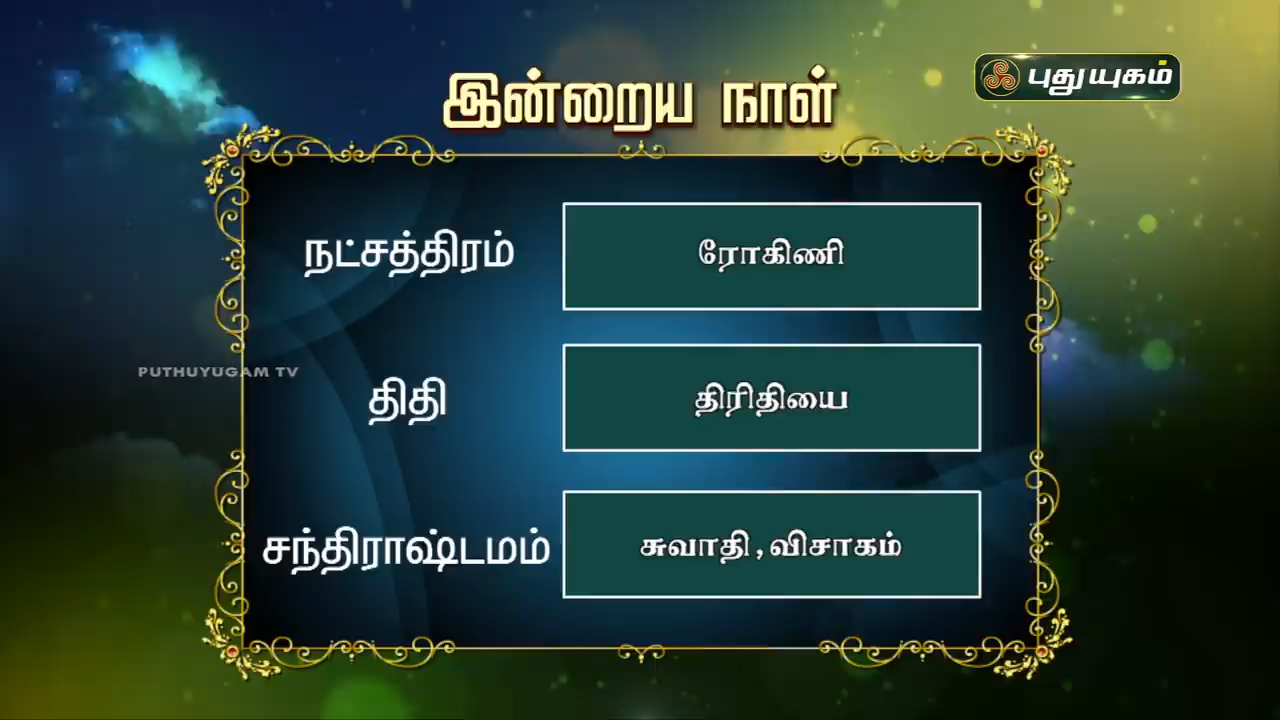 இன்றைய நாள்
புதுயுகம்
நட்சத்திரம் ரோகிணி
PUTHUYUGAM TV
திதி திரிதியை
சந்திராஷ்டமம் சுவாதி,விசாகம்